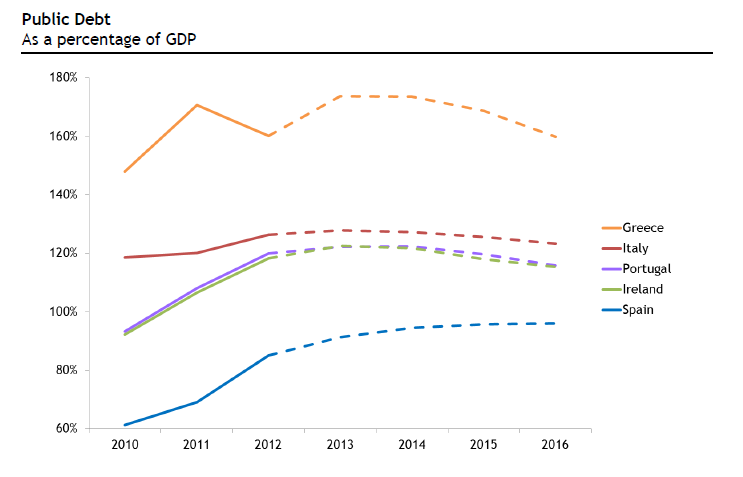 Public Debt
As a percentage of GDP
180%
160%
140%
120%
100%
80%
60%
2010 2011 2012 2013 2014 2015 2016
Greece
Italy
Portugal
Ireland
Spain